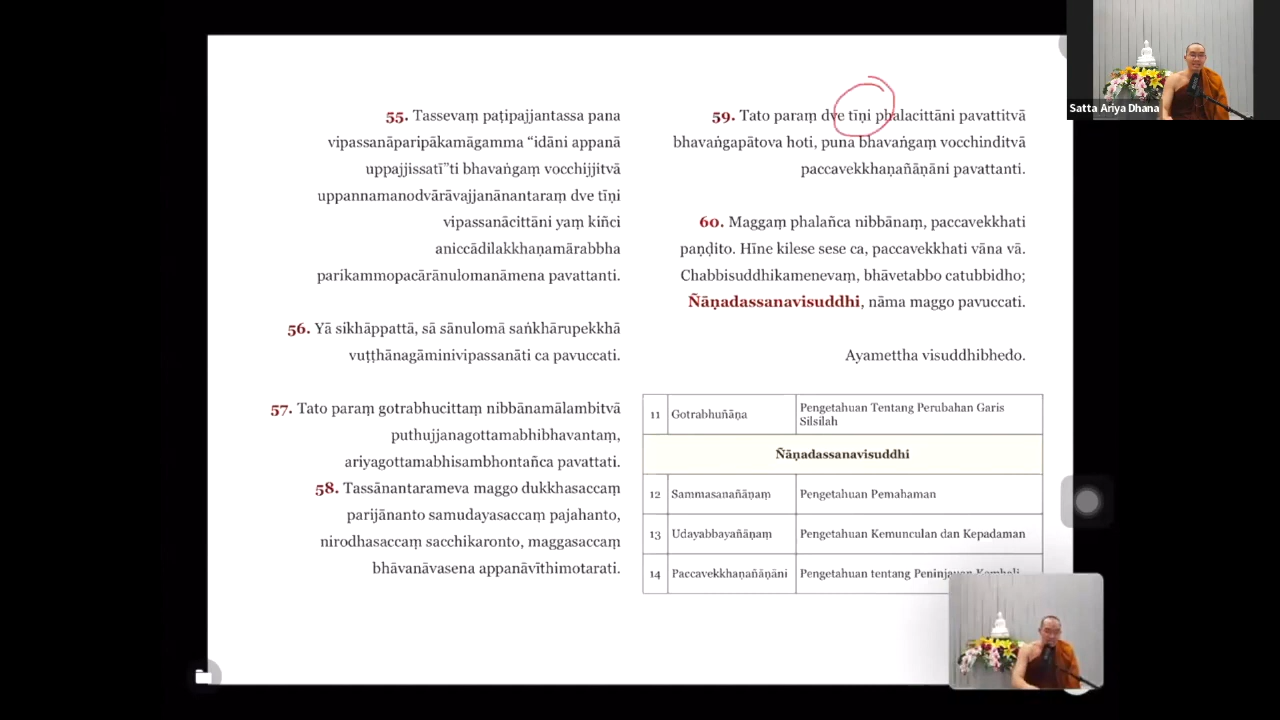 55. Tassevaṃ paṭipajjantassa pana
vipassanāparipākamāgamma “idāni appanā
uppajjissatī”ti bhavaṅgaṃ vocchijjitvā
uppannamanodvārāvajjanānantaraṃ dve tīṇi
vipassanācittāni yaṃ kiñci
aniccādilakkhaṇamārabbha
parikammopacārānulomanāmena pavattanti.
56. Yā sikhāppattā, sā sānulomā saṅkhārupekkhā
vuṭṭhānagāminivipassanāti ca pavuccati.
57. Tato paraṃ gotrabhucittaṃ nibbānamālambitvā
puthujjanagottamabhibhavantaṃ,
ariyagottamabhisambhontañca pavattati.
58. Tassānantarameva maggo dukkhasaccaṃ
parijānanto samudayasaccaṃ pajahanto,
nirodhasaccaṃ sacchikaronto, maggasaccaṃ
bhāvanāvasena appanāvīthimotarati.
59. Tato paraṃ dve tīṇi phalacittāni pavattitvā
bhavaṅgapātova hoti, puna bhavaṅgaṃ vocchinditvā
paccavekkhaṇañāṇāni pavattanti.
60. Maggaṃ phalañca nibbānaṃ, paccavekkhati
paṇḍito. Hīne kilese sese ca, paccavekkhati vāna vā.
Chabbisuddhikamenevaṃ, bhāvetabbo catubbidho;
Ñāṇadassanavisuddhi, nāma maggo pavuccati.
Ayamettha visuddhibhedo.
11 Gotrabhuñāṇa Pengetahuan Tentang Perubahan Garis
Silsilah
Ñāṇadassanavisuddhi
12 Sammasanañāṇaṃ Pengetahuan Pemahaman
13 Udayabbayañāṇaṃ Pengetahuan Kemunculan dan Kepadaman
14 Paccavekkhaṇañāṇāni Pengetahuan tentang Peninjauan Kembali
Satta Ariya Dhana